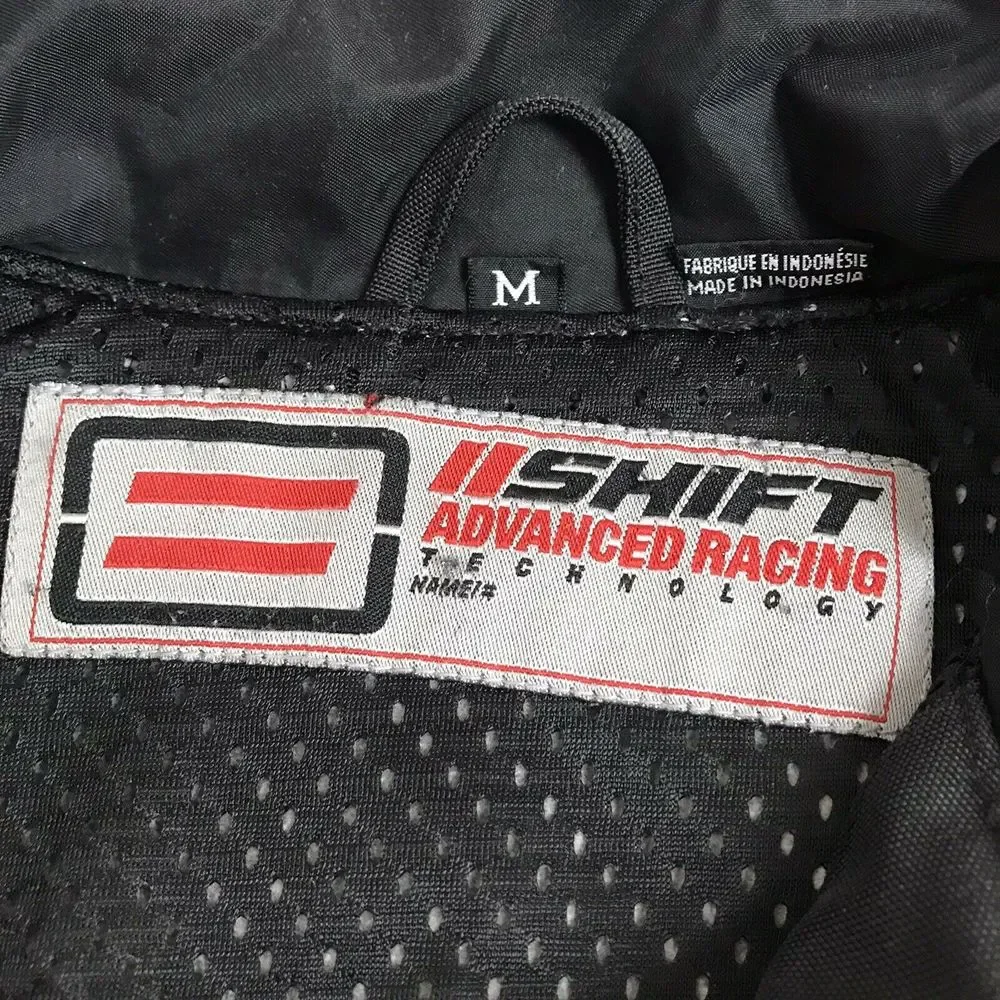 M
FABRIQUE EN INDONÉSIE
MADE IN INDONESIA
SHIFT
ADVANCED RACING
TECHNOLOGY
NAME/#